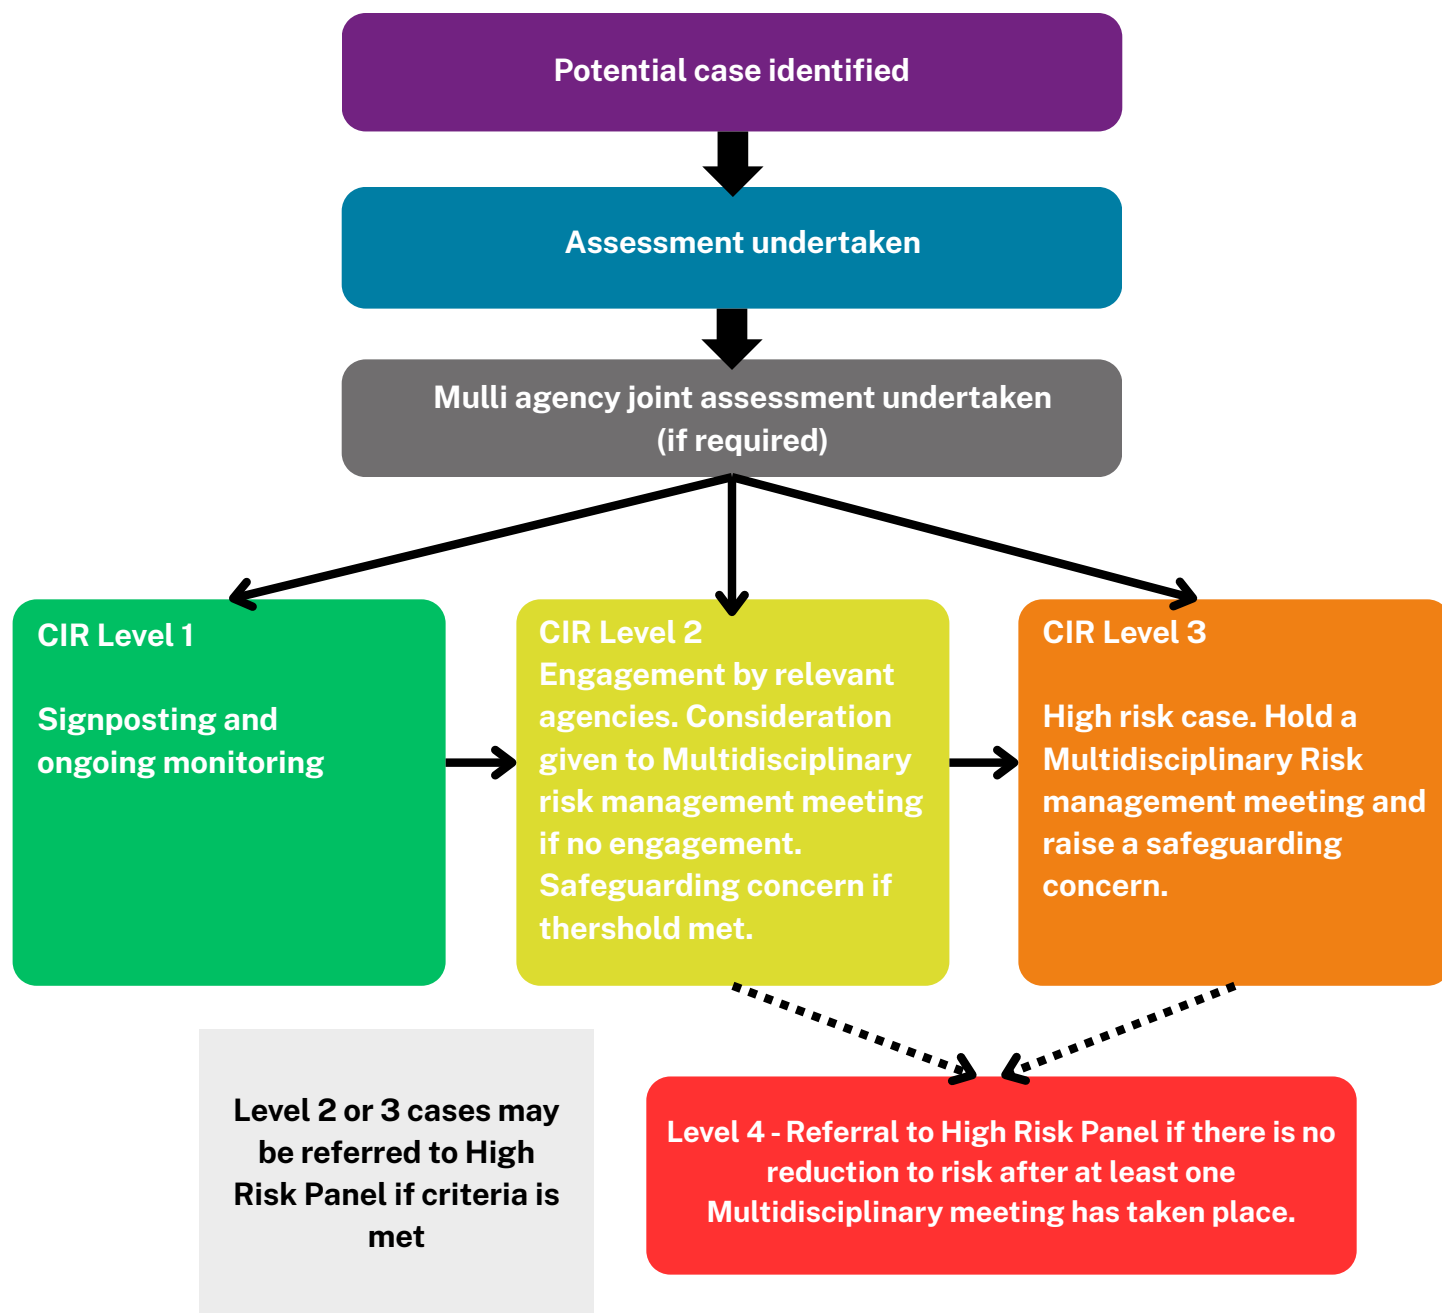 Potential case identified
Assessment undertaken
Mulli agency joint assessment undertaken
(if required)
CIR Level 1
Signposting and
ongoing monitoring
CIR Level 2
Engagement by relevant
agencies. Consideration
given to Multidisciplinary
risk management meeting
if no engagement.
Safeguarding concern if
thershold met.
CIR Level 3
High risk case. Hold a
Multidisciplinary Risk
management meeting and
raise a safeguarding
concern.
Level 2 or 3 cases may
be referred to High
Risk Panel if criteria is
met
Level 4 - Referral to High Risk Panel if there is no
reduction to risk after at least one
Multidisciplinary meeting has taken place.